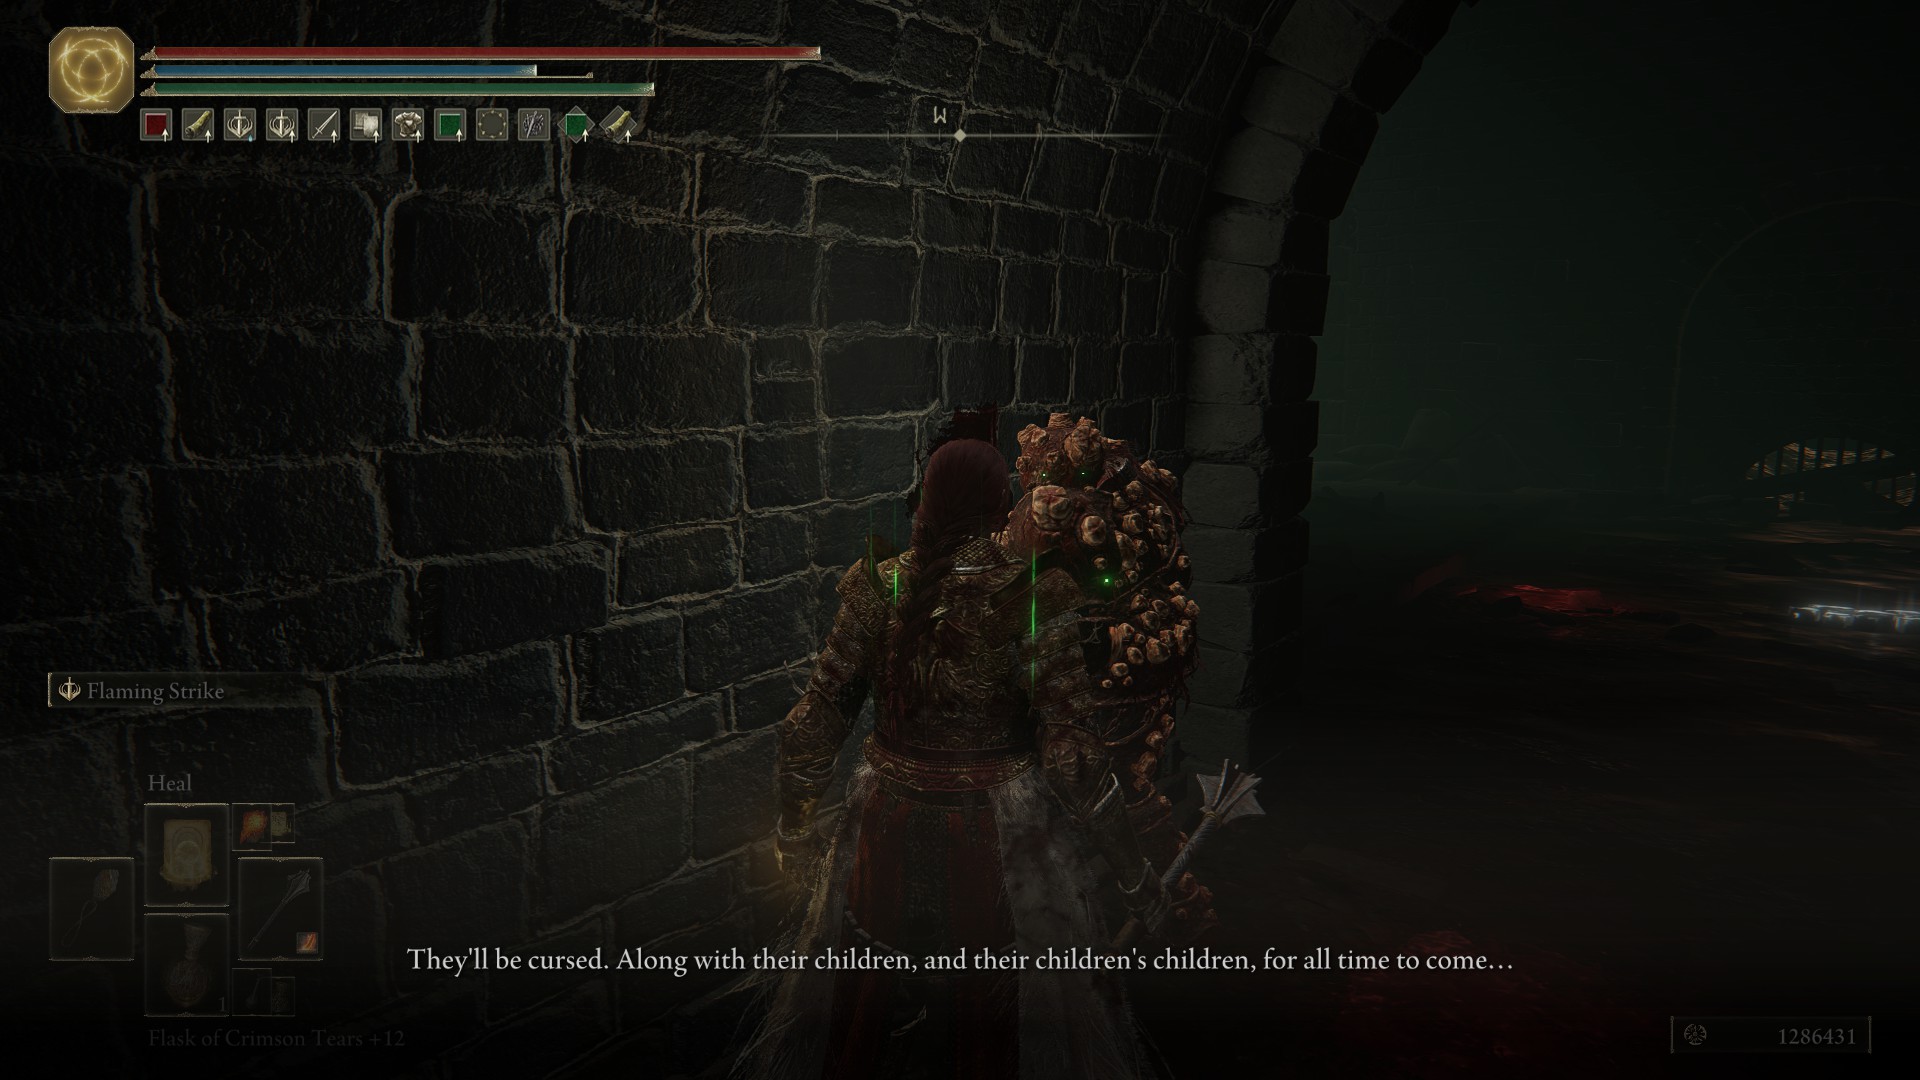 W
Flaming Strike
Heal
1
Flask of Crimson Tears +12
They'll be cursed. Along with their children, and their children's children, for all time to come...
1286431